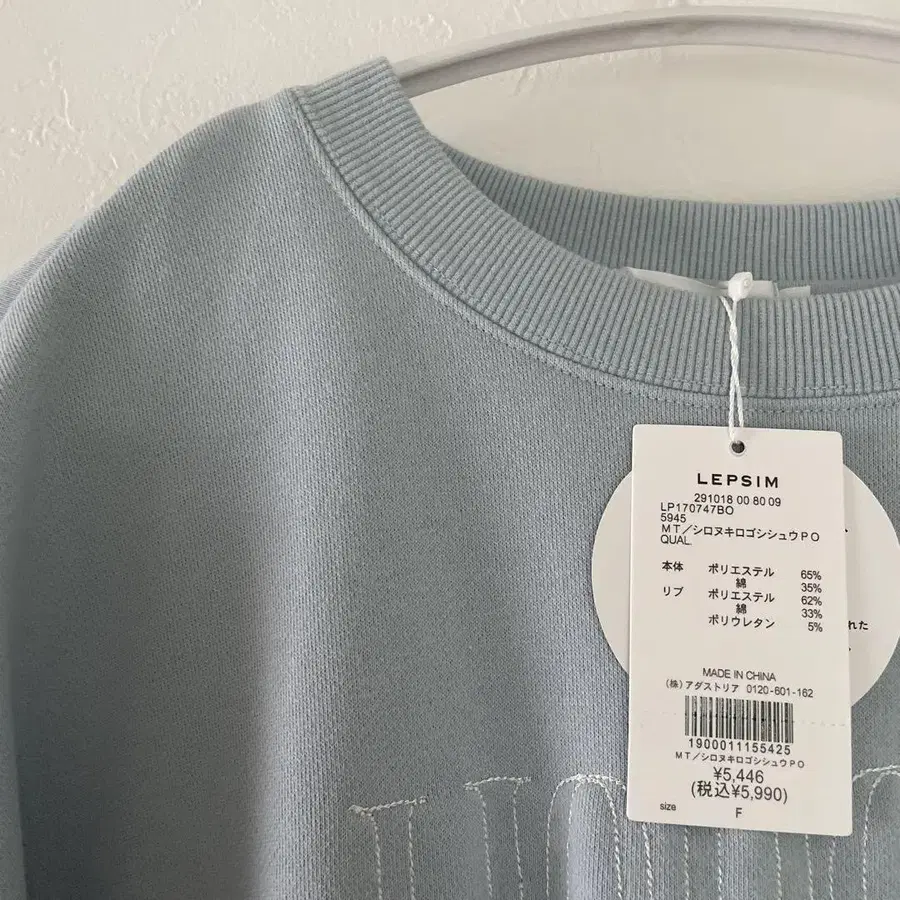 LEPSIM
291018 00 80 09
LP170747BO
5945
MT/シロヌキロゴシシュウPO
QUAL.
本体 ポリエステル 65%
綿 35%
リブ ポリエステル 62%
綿 33%
ポリウレタン 5%
れた
MADE IN CHINA
(株)アダストリア 0120-601-162
1900011155425
MT/シロヌキロゴシシュウPO
¥5,446
(税込¥5,990)
size F